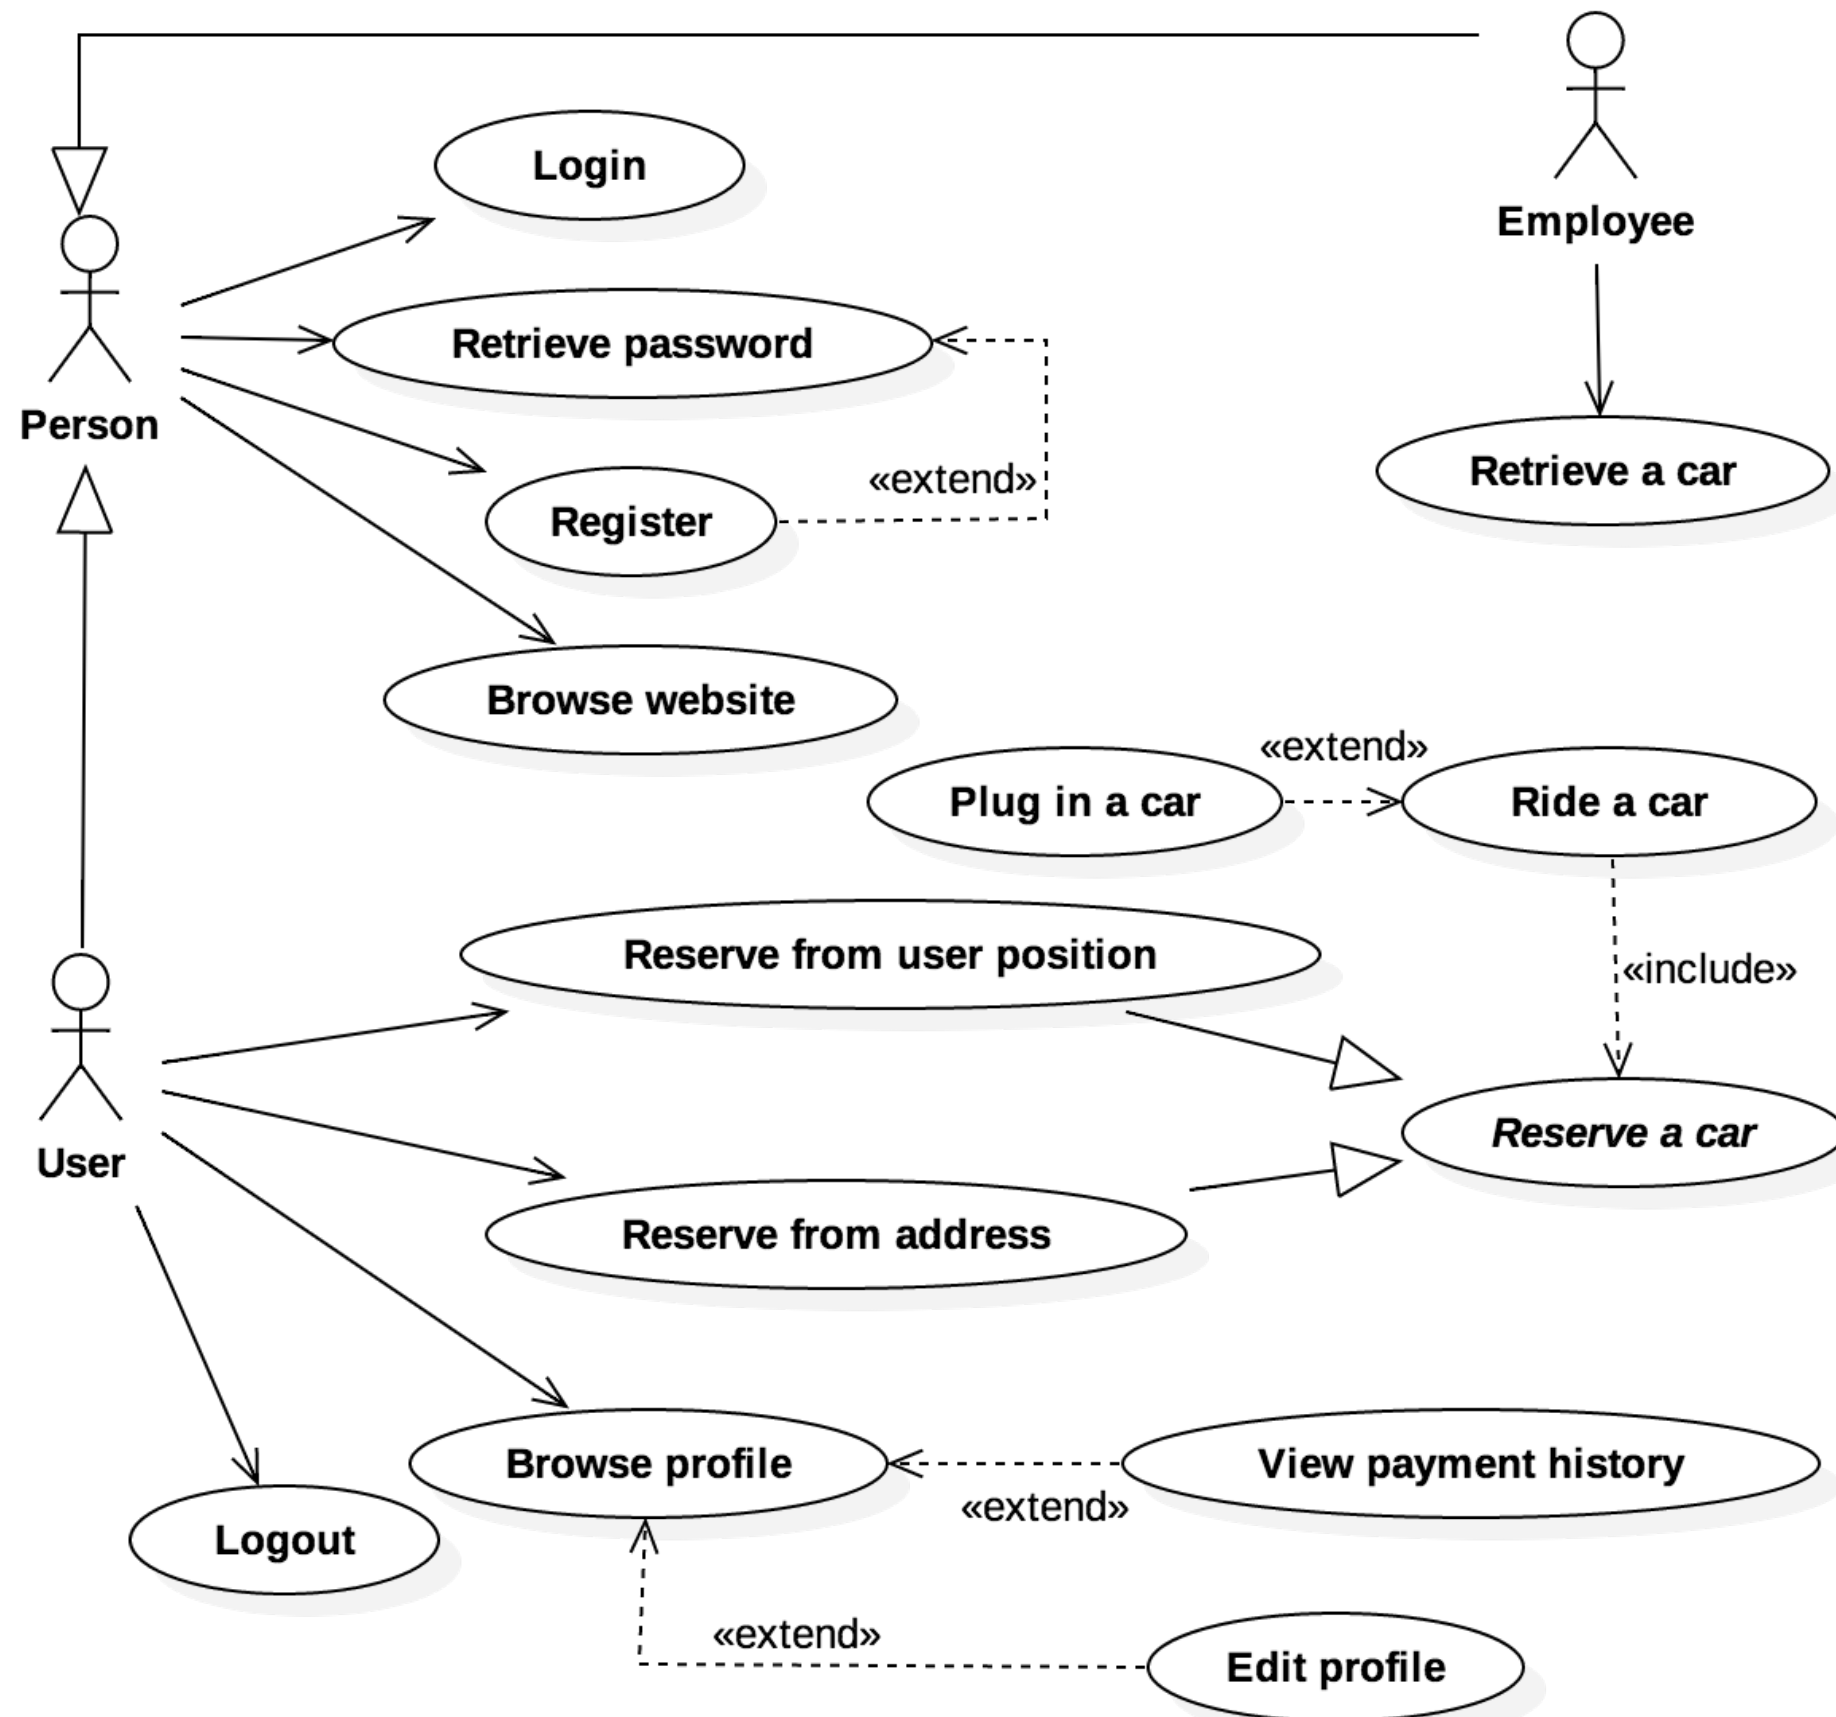 Login
Employee
Retrieve password
Person
Retrieve a car
«extend»
Register
Browse website
«extend»
Plug in a car
Ride a car
Reserve from user position
«include»
Reserve a car
User
Reserve from address
Browse profile
View payment history
«extend»
Logout
«extend»
Edit profile